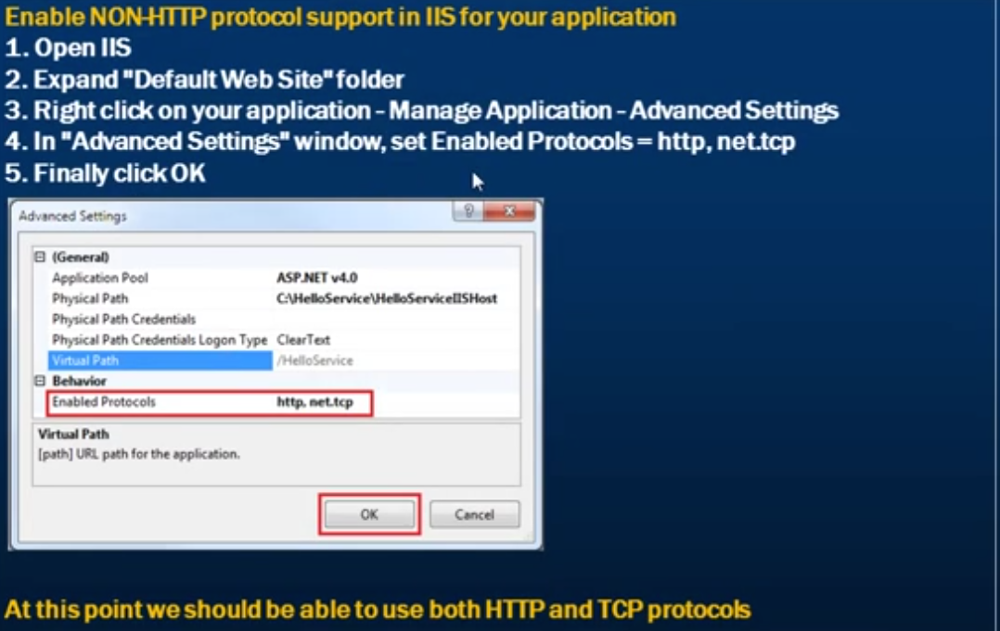 Enable NON-HTTP protocol support in IIS for your application
1. Open IIS
2. Expand "Default Web Site" folder
3. Right click on your application - Manage Application - Advanced Settings
4. In "Advanced Settings" window, set Enabled Protocols = http, net.tcp
5. Finally click OK
Advanced Settings
(General)
Application Pool ASP.NET v4.0
Physical Path C:\HelloService\HelloServiceIISHost
Physical Path Credentials
Physical Path Credentials Logon Type ClearText
Virtual Path /HelloService
Behavior
Enabled Protocols http, net.tcp
Virtual Path
[path] URL path for the application.
OK Cancel
At this point we should be able to use both HTTP and TCP protocols